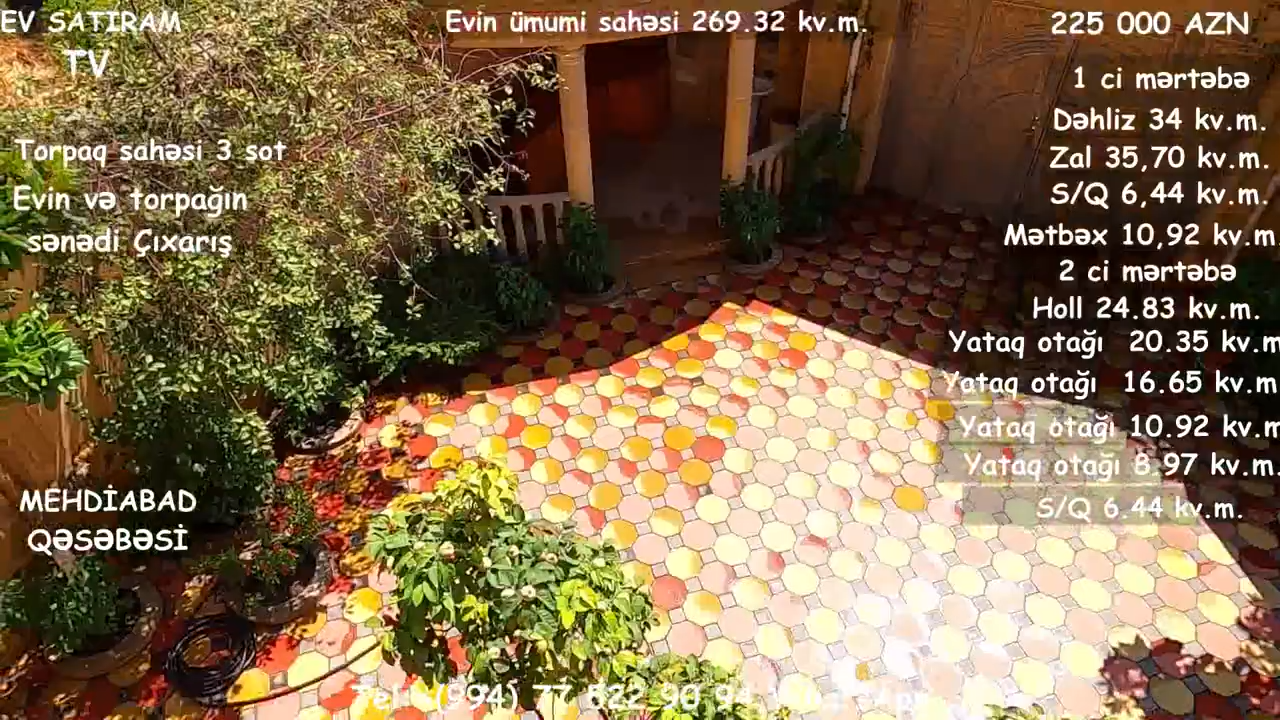 EV SATIRAM
TV
Evin ümumi sahəsi 269.32 kv.m.
225 000 AZN
Torpaq sahəsi 3 sot
Evin və torpağın
sənədi Çıxarış
1 ci mərtəbə
Dəhliz 34 kv.m.
Zal 35,70 kv.m.
S/Q 6,44 kv.m.
Mətbəx 10,92 kv.m
2 ci mərtəbə
Holl 24.83 kv.m.
Yataq otağı 20.35 kv.m
Yataq otağı 16.65 kv.m
Yataq otağı 10.92 kv.m
Yataq otağı 8.97 kv.m.
S/Q 6.44 kv.m.
MEHDİABAD
QƏSƏBƏSİ
(994) 77 522 90 94